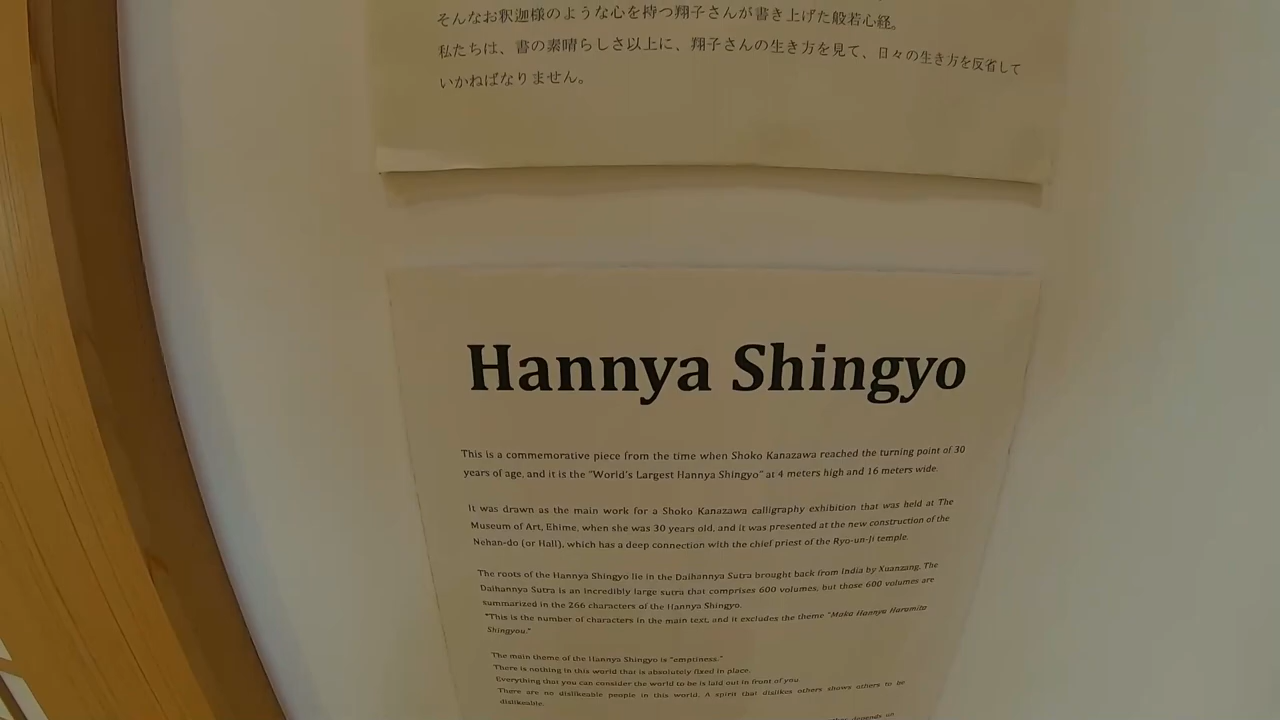 そんなお釈迦様のような心を持つ翔子さんが書き上げた般若心経。
私たちは、書の素晴らしさ以上に、翔子さんの生き方を見て、日々の生き方を反省して
いかねばなりません。
Hannya Shingyo
This is a commemorative piece from the time when Shoko Kanazawa reached the turning point of 30
years of age, and it is the "World's Largest Hannya Shingyo" at 4 meters high and 16 meters wide.
It was drawn as the main work for a Shoko Kanazawa calligraphy exhibition that was held at The
Museum of Art, Ehime, when she was 30 years old, and it was presented at the new construction of the
Nehan-do (or Hall), which has a deep connection with the chief priest of the Ryo-un-Ji temple.
The roots of the Hannya Shingyo lie in the Daihannya Sutra brought back from India by Xuanzang. The
Daihannya Sutra is an incredibly large sutra that comprises 600 volumes, but those 600 volumes are
summarized in the 266 characters of the Hannya Shingyo.
*This is the number of characters in the main text, and it excludes the theme "Maka Hannya Haramita
Shingyou."
The main theme of the Hannya Shingyo is "emptiness."
There is nothing in this world that is absolutely fixed in place.
Everything that you can consider the world to be is laid out in front of you.
There are no dislikeable people in this world. A spirit that dislikes others shows others to be
dislikeable.
depends on